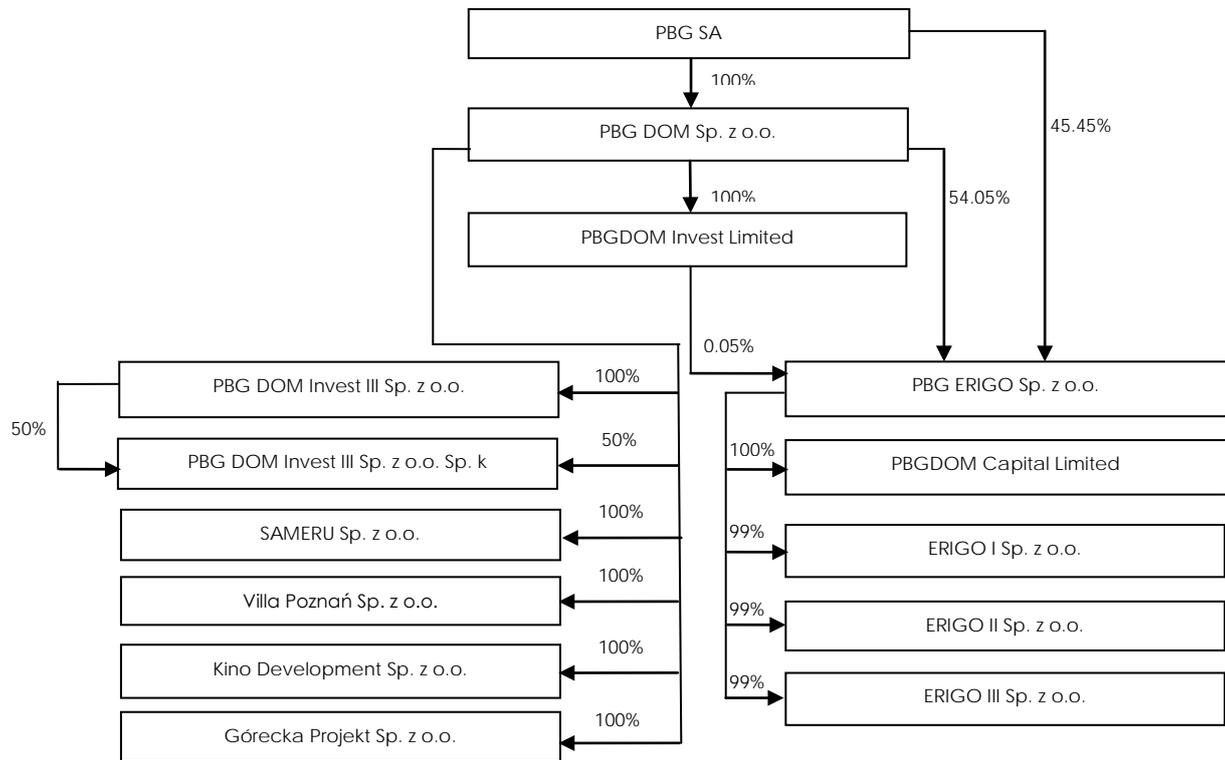 PBG SA
100%
PBG DOM Sp. z o.o.
45.45%
100%
54.05%
PBGDOM Invest Limited
0.05%
PBG DOM Invest III Sp. z o.o.
100%
PBG ERIGO Sp. z o.o.
50%
50%
PBG DOM Invest III Sp. z o.o. Sp. k
100%
PBGDOM Capital Limited
SAMERU Sp. z o.o.
100%
99%
ERIGO I Sp. z o.o.
Villa Poznań Sp. z o.o.
100%
99%
ERIGO II Sp. z o.o.
Kino Development Sp. z o.o.
100%
99%
ERIGO III Sp. z o.o.
Górecka Projekt Sp. z o.o.
100%